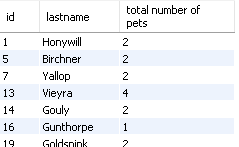 id lastname total number of pets
1 Honywill 2
5 Birchner 2
7 Yallop 2
13 Vieyra 4
14 Gouly 2
16 Gunthorpe 1
19 Goldspink 2